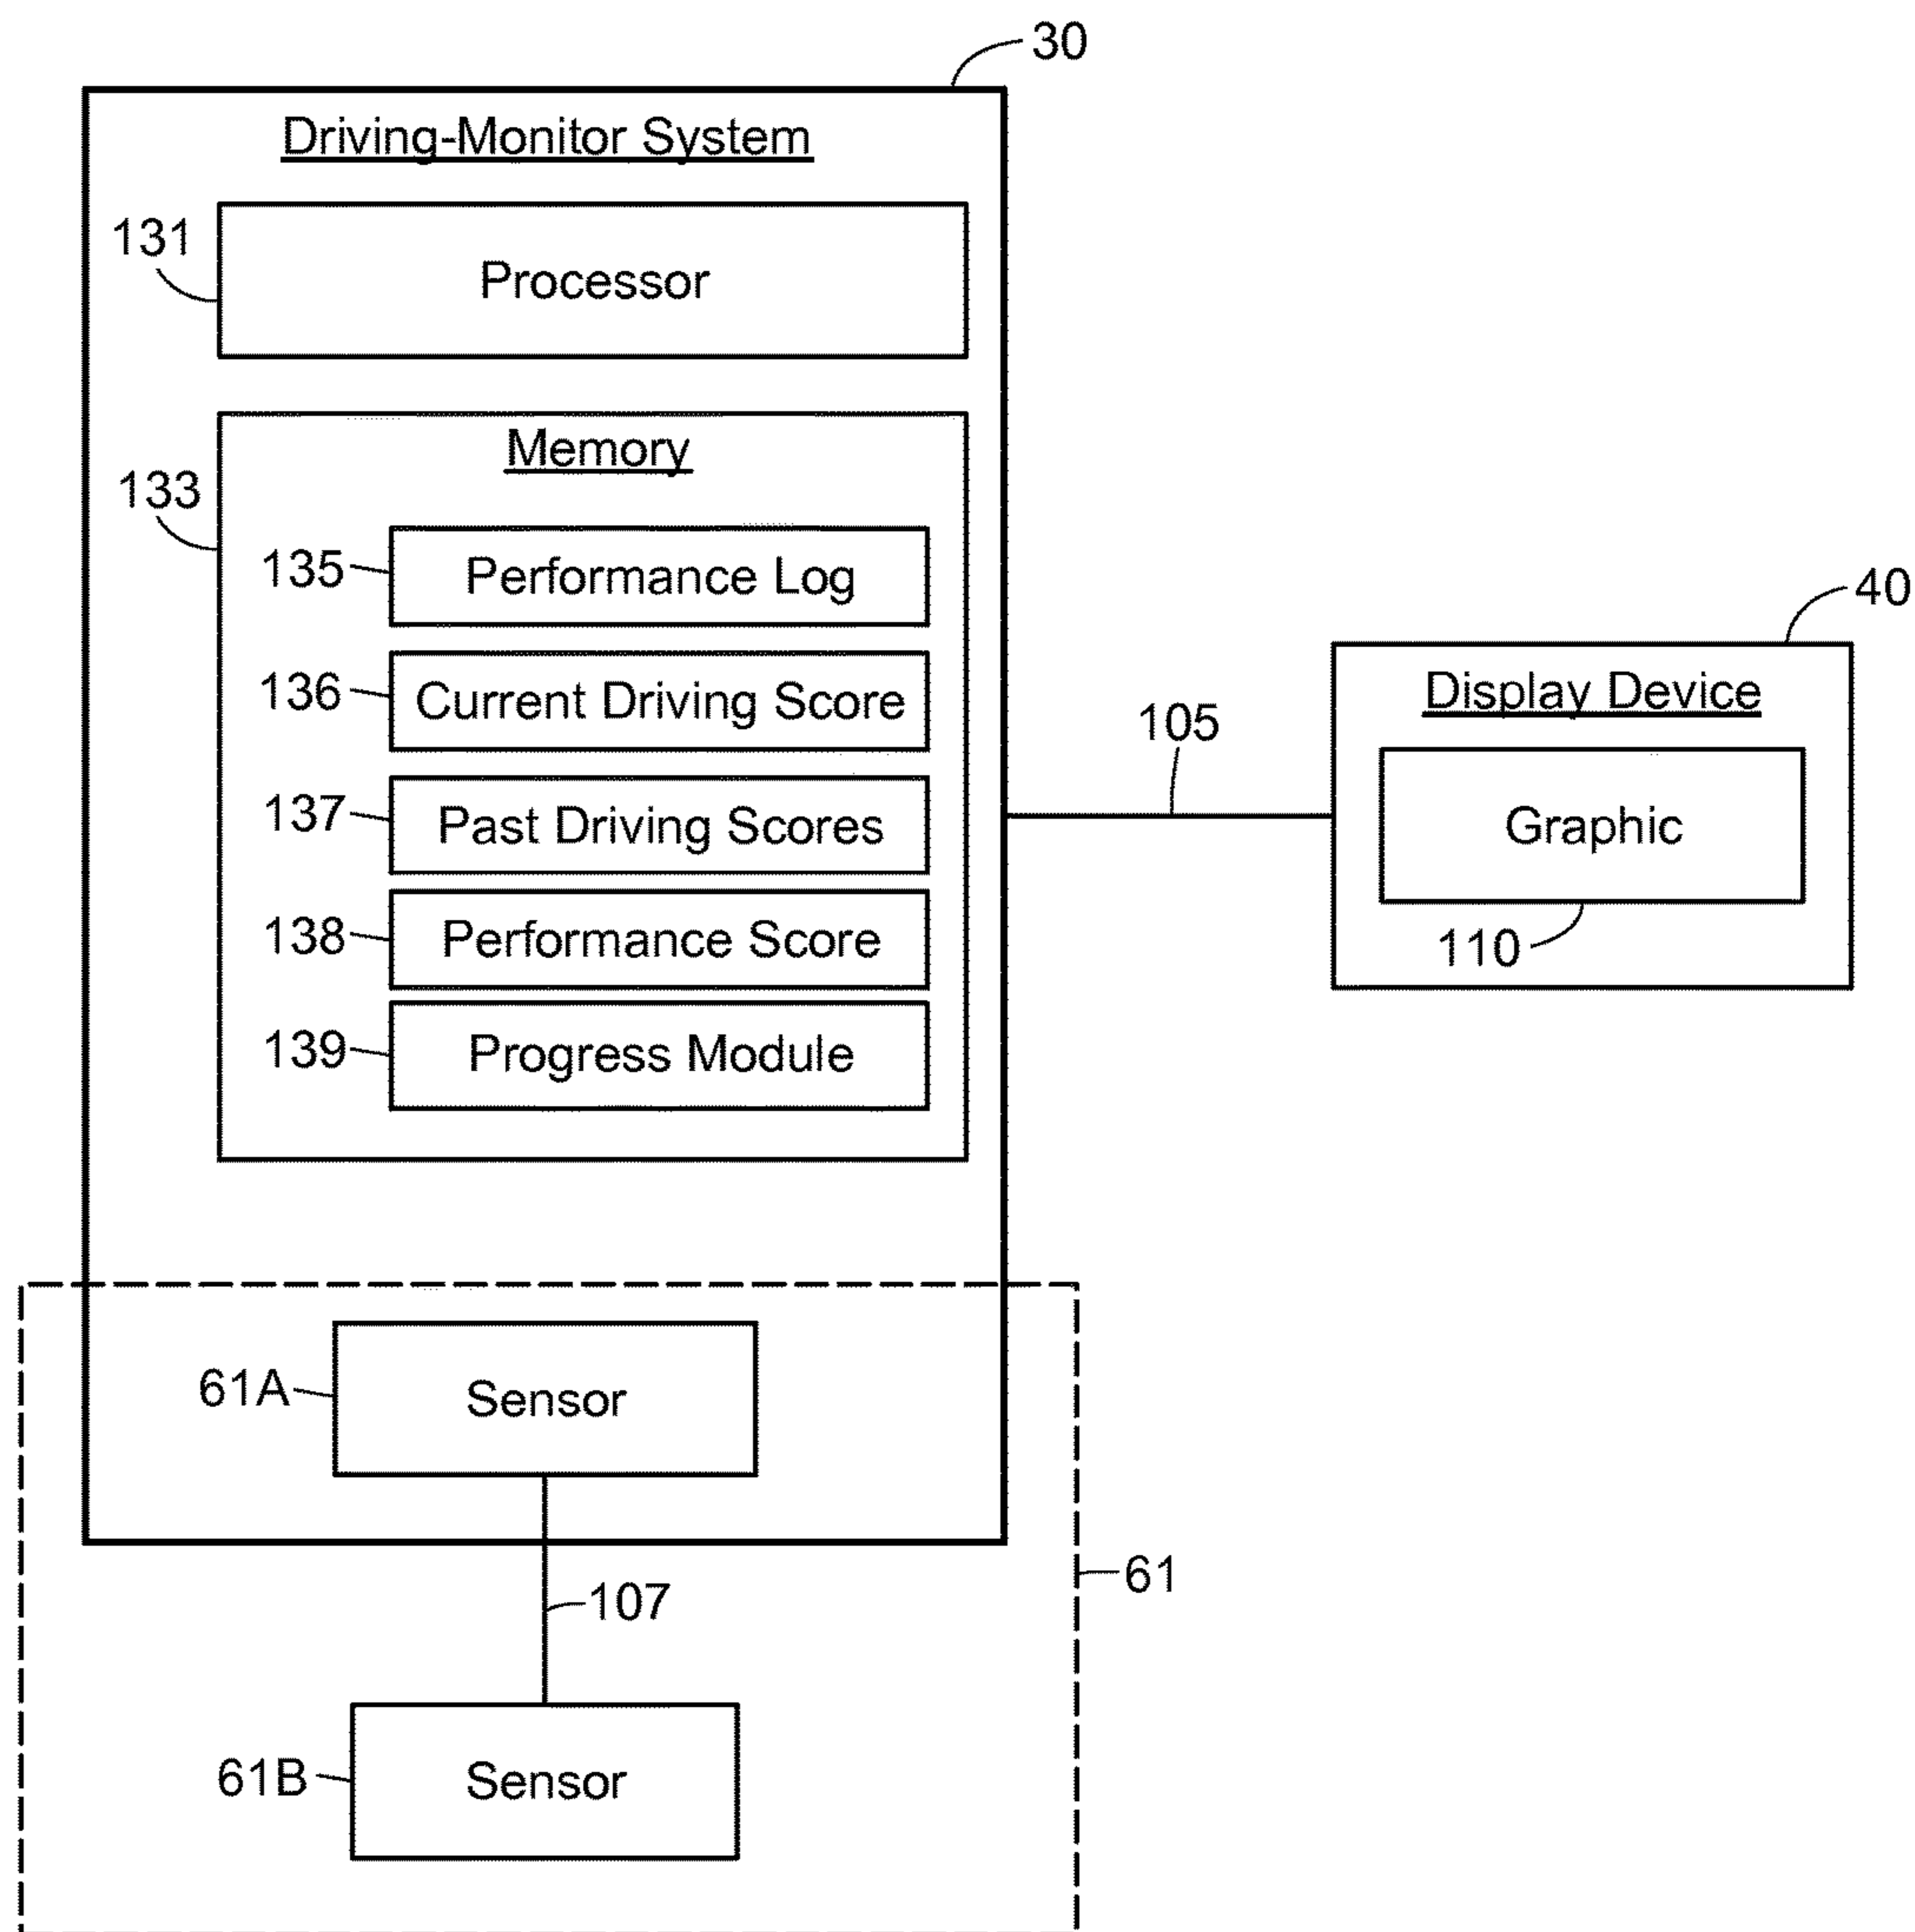 30
Driving-Monitor System
131
Processor
133
Memory
135
Performance Log
136
Current Driving Score
137
Past Driving Scores
138
Performance Score
139
Progress Module
105
40
Display Device
Graphic
110
61A
Sensor
61
107
61B
Sensor